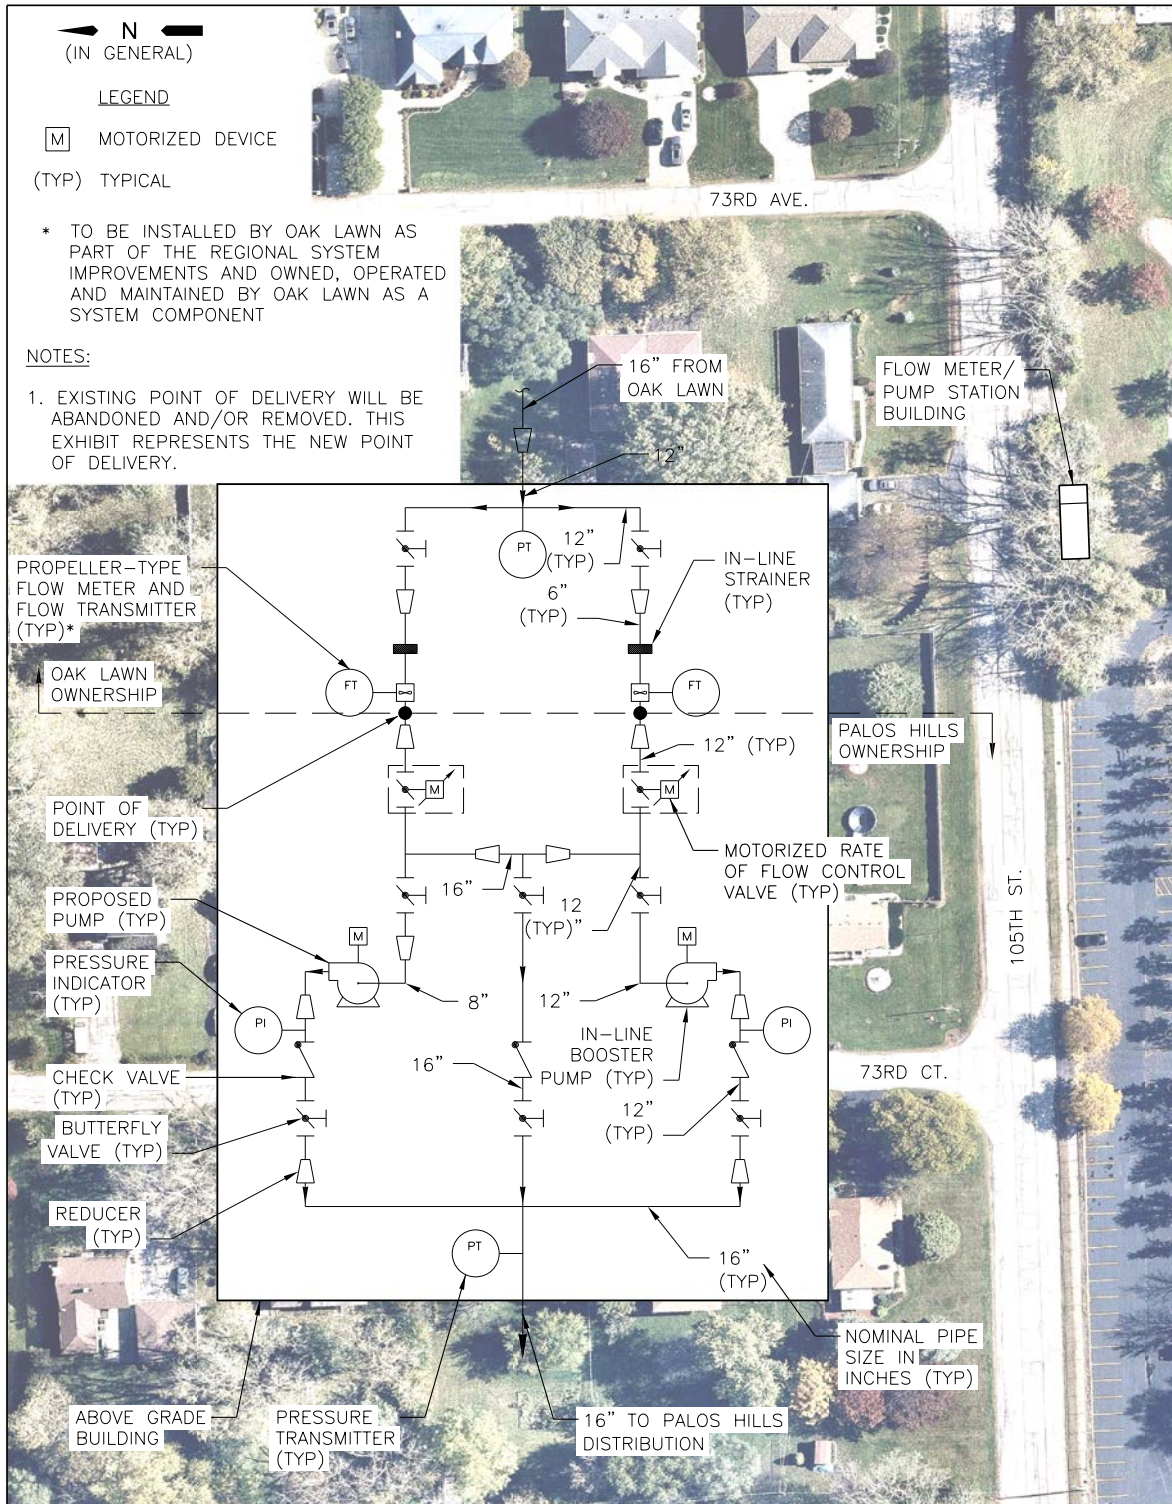 N
(IN GENERAL)
LEGEND
M MOTORIZED DEVICE
(TYP) TYPICAL
* TO BE INSTALLED BY OAK LAWN AS
PART OF THE REGIONAL SYSTEM
IMPROVEMENTS AND OWNED, OPERATED
AND MAINTAINED BY OAK LAWN AS A
SYSTEM COMPONENT
NOTES:
1. EXISTING POINT OF DELIVERY WILL BE
ABANDONED AND/OR REMOVED. THIS
EXHIBIT REPRESENTS THE NEW POINT
OF DELIVERY.
73RD AVE.
16" FROM
OAK LAWN
FLOW METER/
PUMP STATION
BUILDING
12"
PT
12"
(TYP)
6"
(TYP)
IN-LINE
STRAINER
(TYP)
PROPELLER-TYPE
FLOW METER AND
FLOW TRANSMITTER
(TYP)*
FT
FT
OAK LAWN
OWNERSHIP
PALOS HILLS
OWNERSHIP
12" (TYP)
M
M
POINT OF
DELIVERY (TYP)
MOTORIZED RATE
OF FLOW CONTROL
VALVE (TYP)
16"
12
(TYP)"
PROPOSED
PUMP (TYP)
M
M
105TH ST.
PRESSURE
INDICATOR
(TYP)
8"
12"
PI
PI
IN-LINE
BOOSTER
PUMP (TYP)
16"
73RD CT.
CHECK VALVE
(TYP)
12"
(TYP)
BUTTERFLY
VALVE (TYP)
REDUCER
(TYP)
PT
16"
(TYP)
NOMINAL PIPE
SIZE IN
INCHES (TYP)
ABOVE GRADE
BUILDING
PRESSURE
TRANSMITTER
(TYP)
16" TO PALOS HILLS
DISTRIBUTION